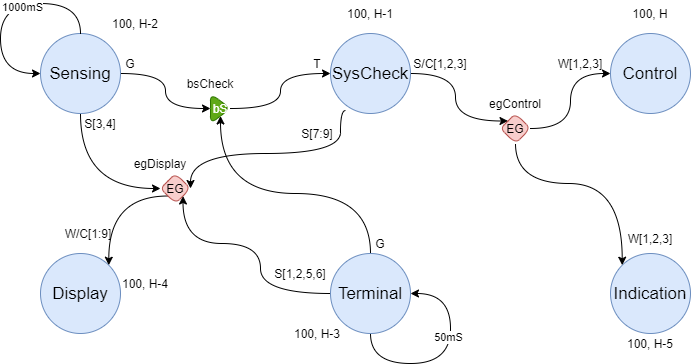 1000mS
100, H-2
100, H-1
100, H
Sensing
G
bsCheck
bS
T
SysCheck
S/C[1,2,3]
egControl
EG
W[1,2,3]
Control
S[3,4]
S[7:9]
egDisplay
EG
W/C[1:9]
W[1,2,3]
G
S[1,2,5,6]
Display
100, H-4
Terminal
Indication
100, H-3
50mS
100, H-5